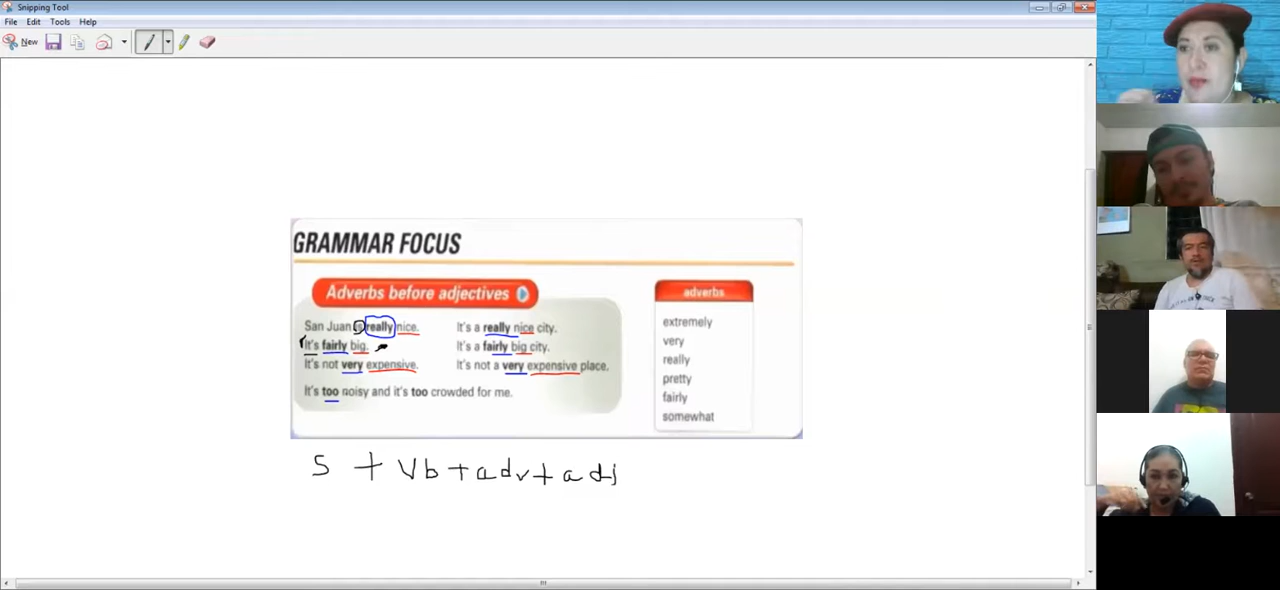 Snipping Tool
File Edit Tools Help
New
GRAMMAR FOCUS
Adverbs before adjectives
San Juan is really nice.
It's fairly big.
It's not very expensive.
It's too noisy and it's too crowded for me.
It's a really nice city.
It's a fairly big city.
It's not a very expensive place.
adverbs
extremely
very
really
pretty
fairly
somewhat
S + Vb + adv + adj